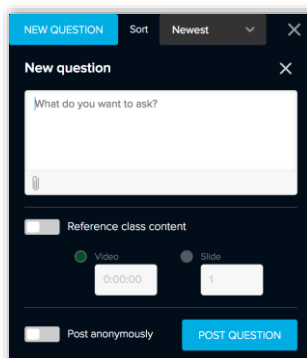 NEW QUESTION Sort Newest
New question
What do you want to ask?
Reference class content
Video Slide
0:00:00 1
Post anonymously POST QUESTION